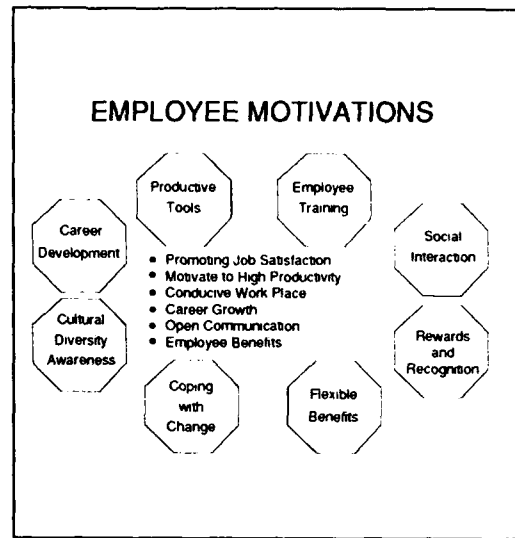 EMPLOYEE MOTIVATIONS
Productive
Tools
Employee
Training
Career
Development
Social
Interaction
• Promoting Job Satisfaction
• Motivate to High Productivity
• Conducive Work Place
• Career Growth
• Open Communication
• Employee Benefits
Cultural
Diversity
Awareness
Rewards
and
Recognition
Coping
with
Change
Flexible
Benefits